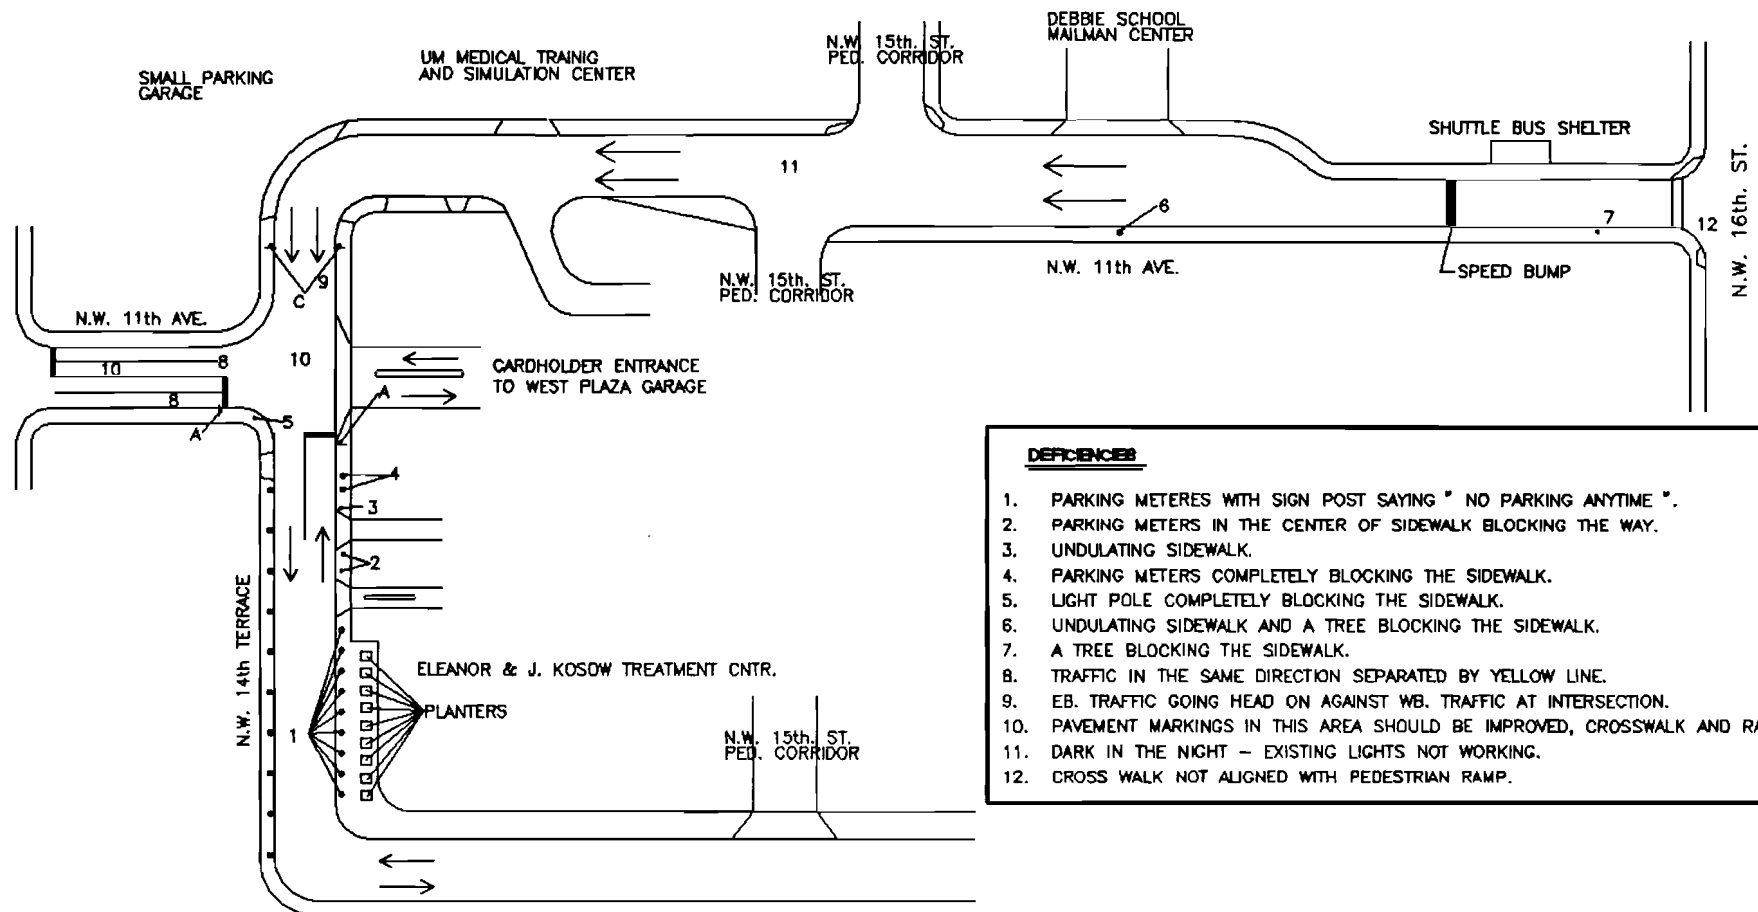 DEBBIE SCHOOL
MAILMAN CENTER
N.W. 15th. ST.
PED. CORRIDOR
UM MEDICAL TRAINIG
AND SIMULATION CENTER
SMALL PARKING
GARAGE
SHUTTLE BUS SHELTER
N.W. 16th. ST.
11
6
7
12
N.W. 11th AVE.
SPEED BUMP
N.W. 15th. ST.
PED. CORRIDOR
9
C
N.W. 11th AVE.
10
8
10
8
A
5
CARDHOLDER ENTRANCE
TO WEST PLAZA GARAGE
A
4
3
2
N.W. 14th TERRACE
ELEANOR & J. KOSOW TREATMENT CNTR.
PLANTERS
1
N.W. 15th. ST.
PED. CORRIDOR
DEFICIENCIES
1. PARKING METERES WITH SIGN POST SAYING " NO PARKING ANYTIME ".
2. PARKING METERS IN THE CENTER OF SIDEWALK BLOCKING THE WAY.
3. UNDULATING SIDEWALK.
4. PARKING METERS COMPLETELY BLOCKING THE SIDEWALK.
5. LIGHT POLE COMPLETELY BLOCKING THE SIDEWALK.
6. UNDULATING SIDEWALK AND A TREE BLOCKING THE SIDEWALK.
7. A TREE BLOCKING THE SIDEWALK.
8. TRAFFIC IN THE SAME DIRECTION SEPARATED BY YELLOW LINE.
9. EB. TRAFFIC GOING HEAD ON AGAINST WB. TRAFFIC AT INTERSECTION.
10. PAVEMENT MARKINGS IN THIS AREA SHOULD BE IMPROVED, CROSSWALK AND
11. DARK IN THE NIGHT – EXISTING LIGHTS NOT WORKING.
12. CROSS WALK NOT ALIGNED WITH PEDESTRIAN RAMP.